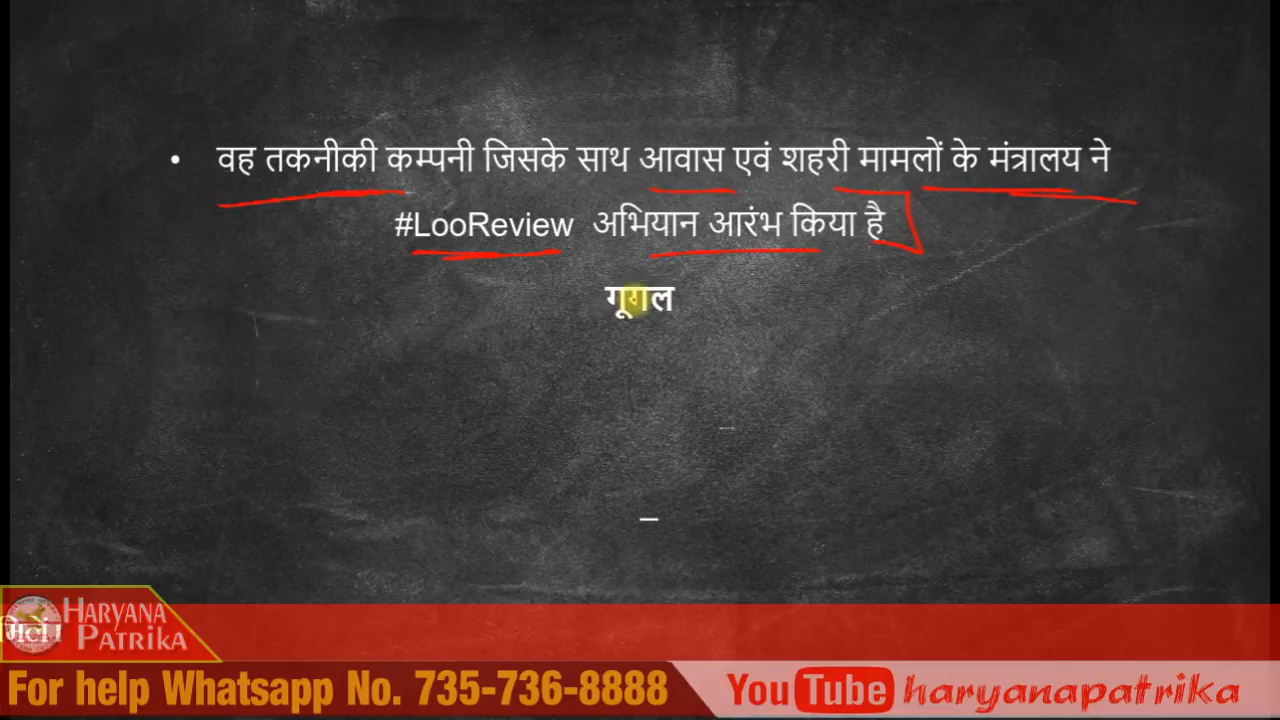 • वह तकनीकी कम्पनी जिसके साथ आवास एवं शहरी मामलों के मंत्रालय ने
#LooReview अभियान आरंभ किया है
गूगल
–
HARYANA
PATRIKA
For help Whatsapp No. 735-736-8888
YouTube haryanapatrika